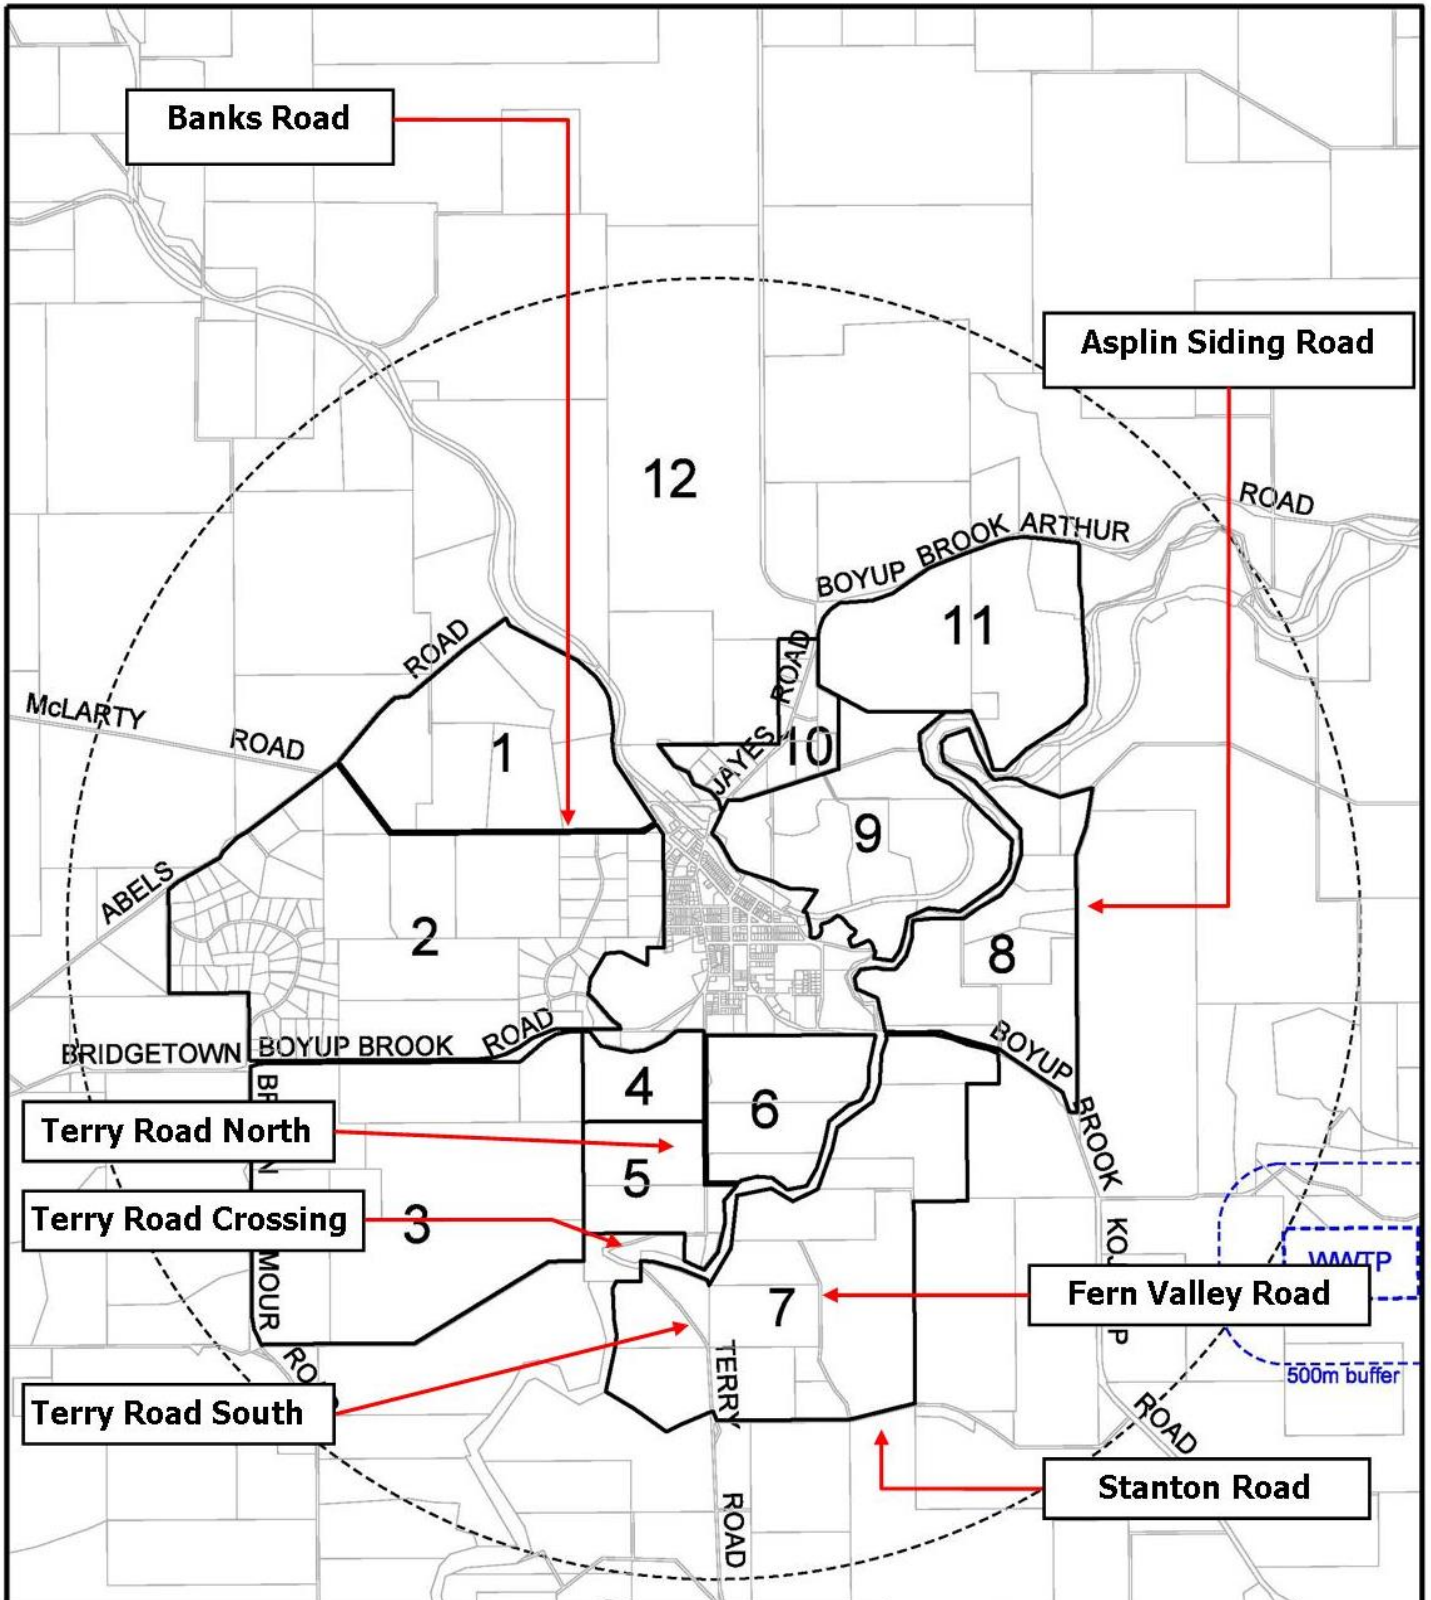 Banks Road
Asplin Siding Road
12
ROAD
BOYUP BROOK ARTHUR
11
ROAD
ROAD
McLARTY
ROAD
1
JAYES
10
9
ABELS
2
8
ROAD
BOYUP
BRIDGETOWN
BOYUP BROOK
4
6
BROOK
Terry Road North
5
Terry Road Crossing
3
WWTP
MOUR
7
Fern Valley Road
TERRY
500m buffer
Terry Road South
ROAD
Stanton Road
ROAD